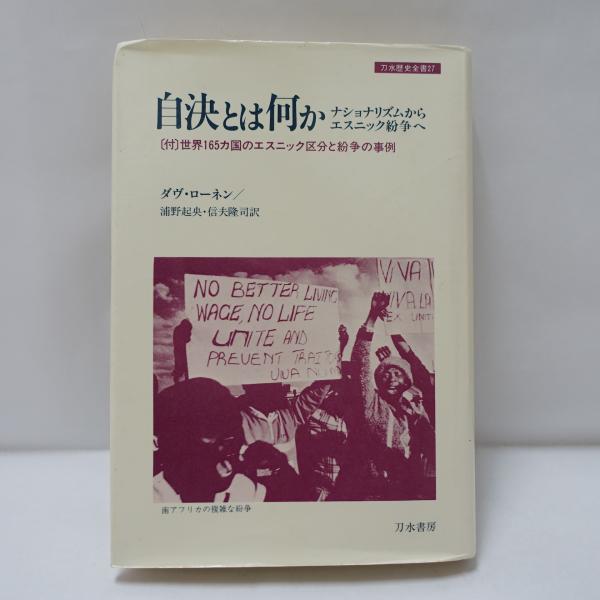 刀水歴史全書27
自決とは何か
ナショナリズムから
エスニック紛争へ
〔付〕世界165カ国のエスニック区分と紛争の事例
ダヴ・ローネン/
浦野起央・信夫隆司訳
NO BETTER LIVING
WAGE, NO LIFE
UNITE AND
PREVENT
VIVA
VIVA LA
南アフリカの複雑な紛争
刀水書房